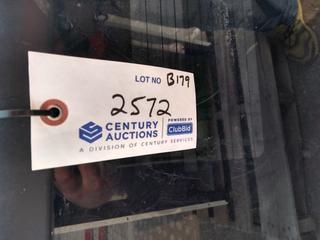 LOT NO B179
2572
CENTURY
AUCTIONS
POWERED BY
ClubBid
A DIVISION OF CENTURY SERVICES